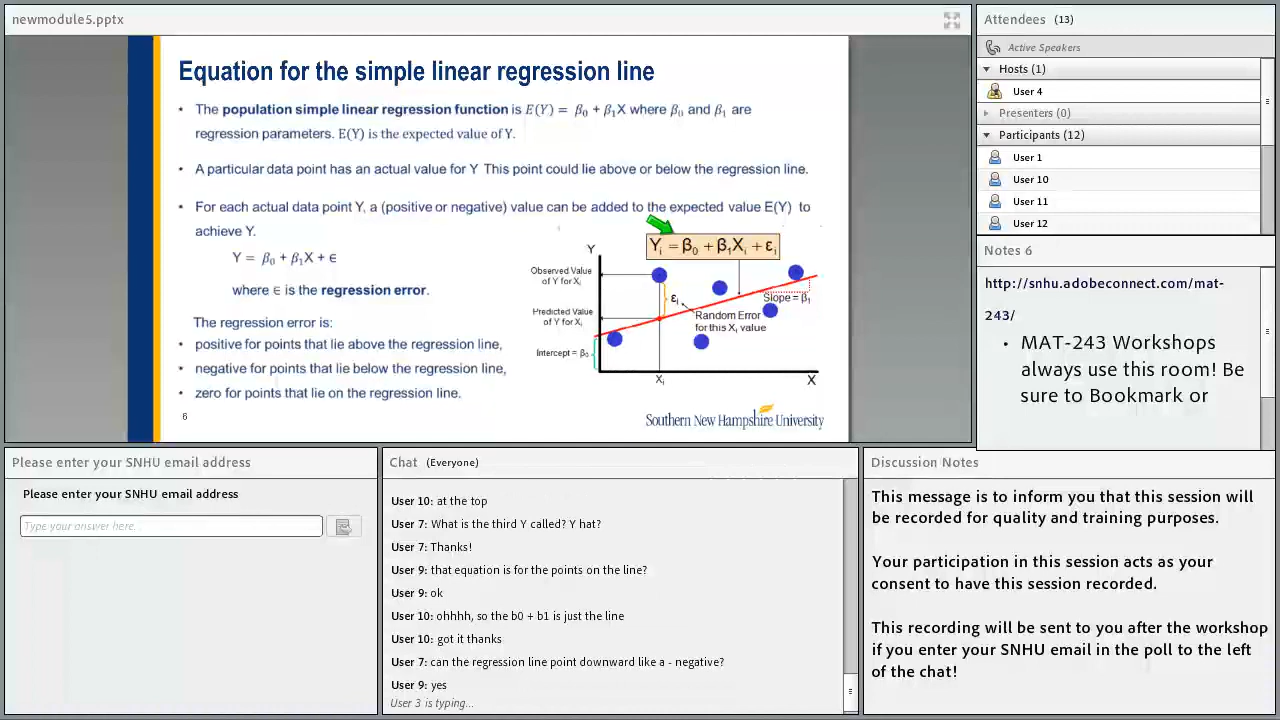 newmodule5.pptx
Equation for the simple linear regression line
• The population simple linear regression function is E(Y) = β₀ + β₁X where β₀ and β₁ are
regression parameters. E(Y) is the expected value of Y.
• A particular data point has an actual value for Y This point could lie above or below the regression line.
• For each actual data point Y, a (positive or negative) value can be added to the expected value E(Y) to
achieve Y.
Y = β₀ + β₁X + ∈
where ∈ is the regression error.
The regression error is:
• positive for points that lie above the regression line,
• negative for points that lie below the regression line,
• zero for points that lie on the regression line.
6
Yᵢ = β₀ + β₁Xᵢ + εᵢ
Y
Observed Value
of Y for Xᵢ
εᵢ
Slope = β₁
Predicted Value
of Y for Xᵢ
Random Error
for this Xᵢ value
Intercept = β₀
Xᵢ
X
Southern New Hampshire University
Attendees (13)
Active Speakers
Hosts (1)
User 4
Presenters (0)
Participants (12)
User 1
User 10
User 11
User 12
Notes 6
http://snhu.adobeconnect.com/mat-
243/
• MAT-243 Workshops
always use this room! Be
sure to Bookmark or
Please enter your SNHU email address
Please enter your SNHU email address
Type your answer here...
Chat (Everyone)
User 10: at the top
User 7: What is the third Y called? Y hat?
User 7: Thanks!
User 9: that equation is for the points on the line?
User 9: ok
User 10: ohhhh, so the b0 + b1 is just the line
User 10: got it thanks
User 7: can the regression line point downward like a - negative?
User 9: yes
User 3 is typing...
Discussion Notes
This message is to inform you that this session will
be recorded for quality and training purposes.
Your participation in this session acts as your
consent to have this session recorded.
This recording will be sent to you after the workshop
if you enter your SNHU email in the poll to the left
of the chat!